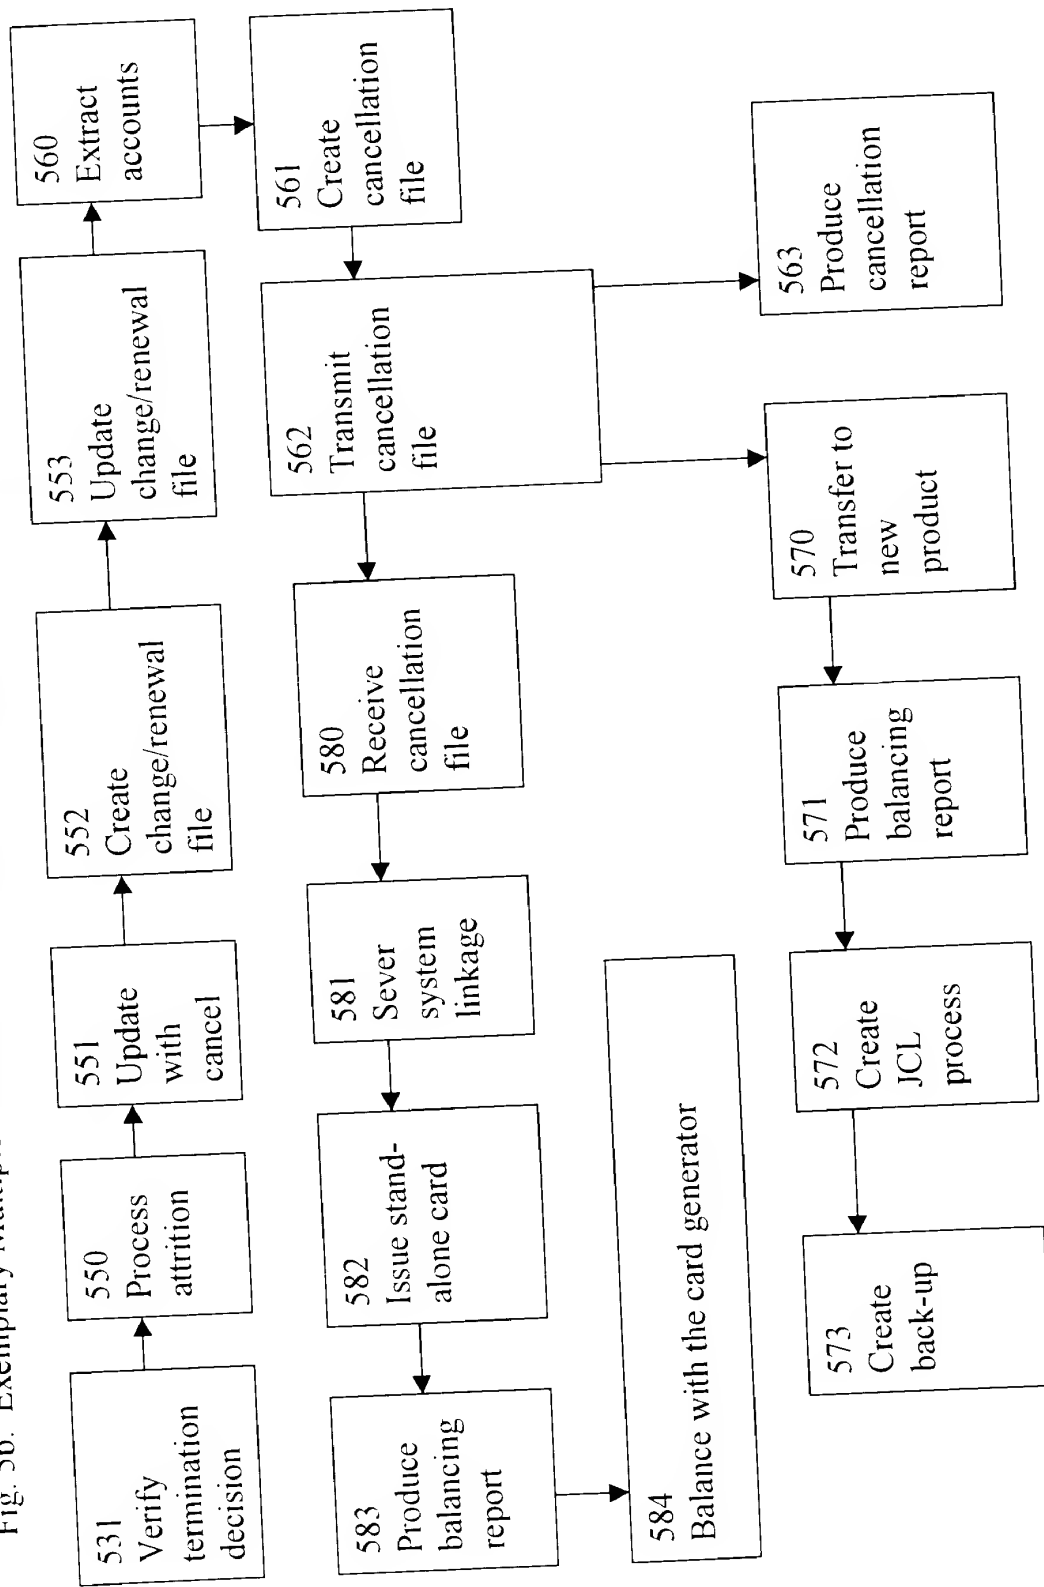 Fig. 5b. Exemplary
531
Verify
termination
decision
550
Process
attrition
551
Update
with
cancel
552
Create
change/renewal
file
553
Update
change/renewal
file
560
Extract
accounts
561
Create
cancellation
file
562
Transmit
cancellation
file
563
Produce
cancellation
report
570
Transfer to
new
product
571
Produce
balancing
report
572
Create
JCL
process
573
Create
back-up
580
Receive
cancellation
file
581
Sever
system
linkage
582
Issue stand-
alone card
583
Produce
balancing
report
584
Balance with the card generator